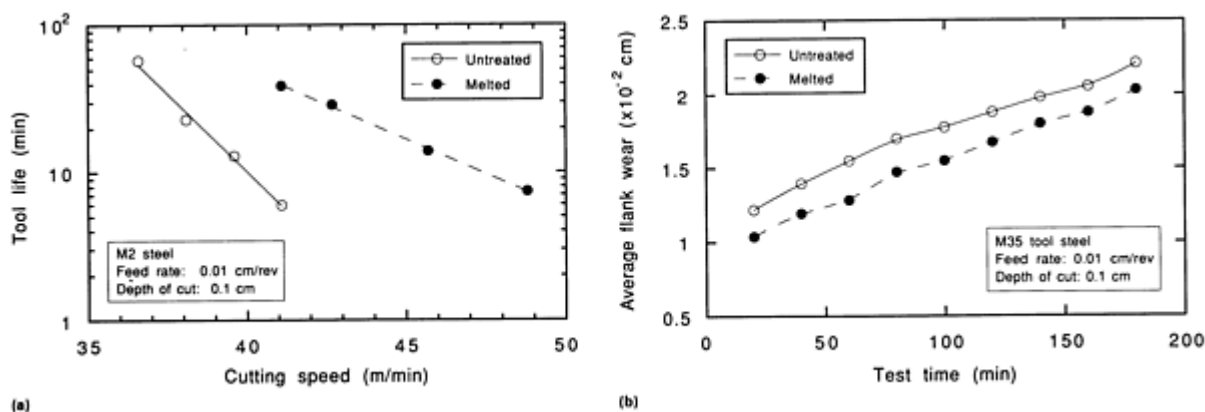 10²
10
1
Tool life (min)
Untreated
Melted
M2 steel
Feed rate: 0.01 cm/rev
Depth of cut: 0.1 cm
35 40 45 50
Cutting speed (m/min)
(a)
2.5
2
1.5
1
0.5
Average flank wear (x10⁻² cm)
Untreated
Melted
M35 tool steel
Feed rate: 0.01 cm/rev
Depth of cut: 0.1 cm
0 50 100 150 200
Test time (min)
(b)